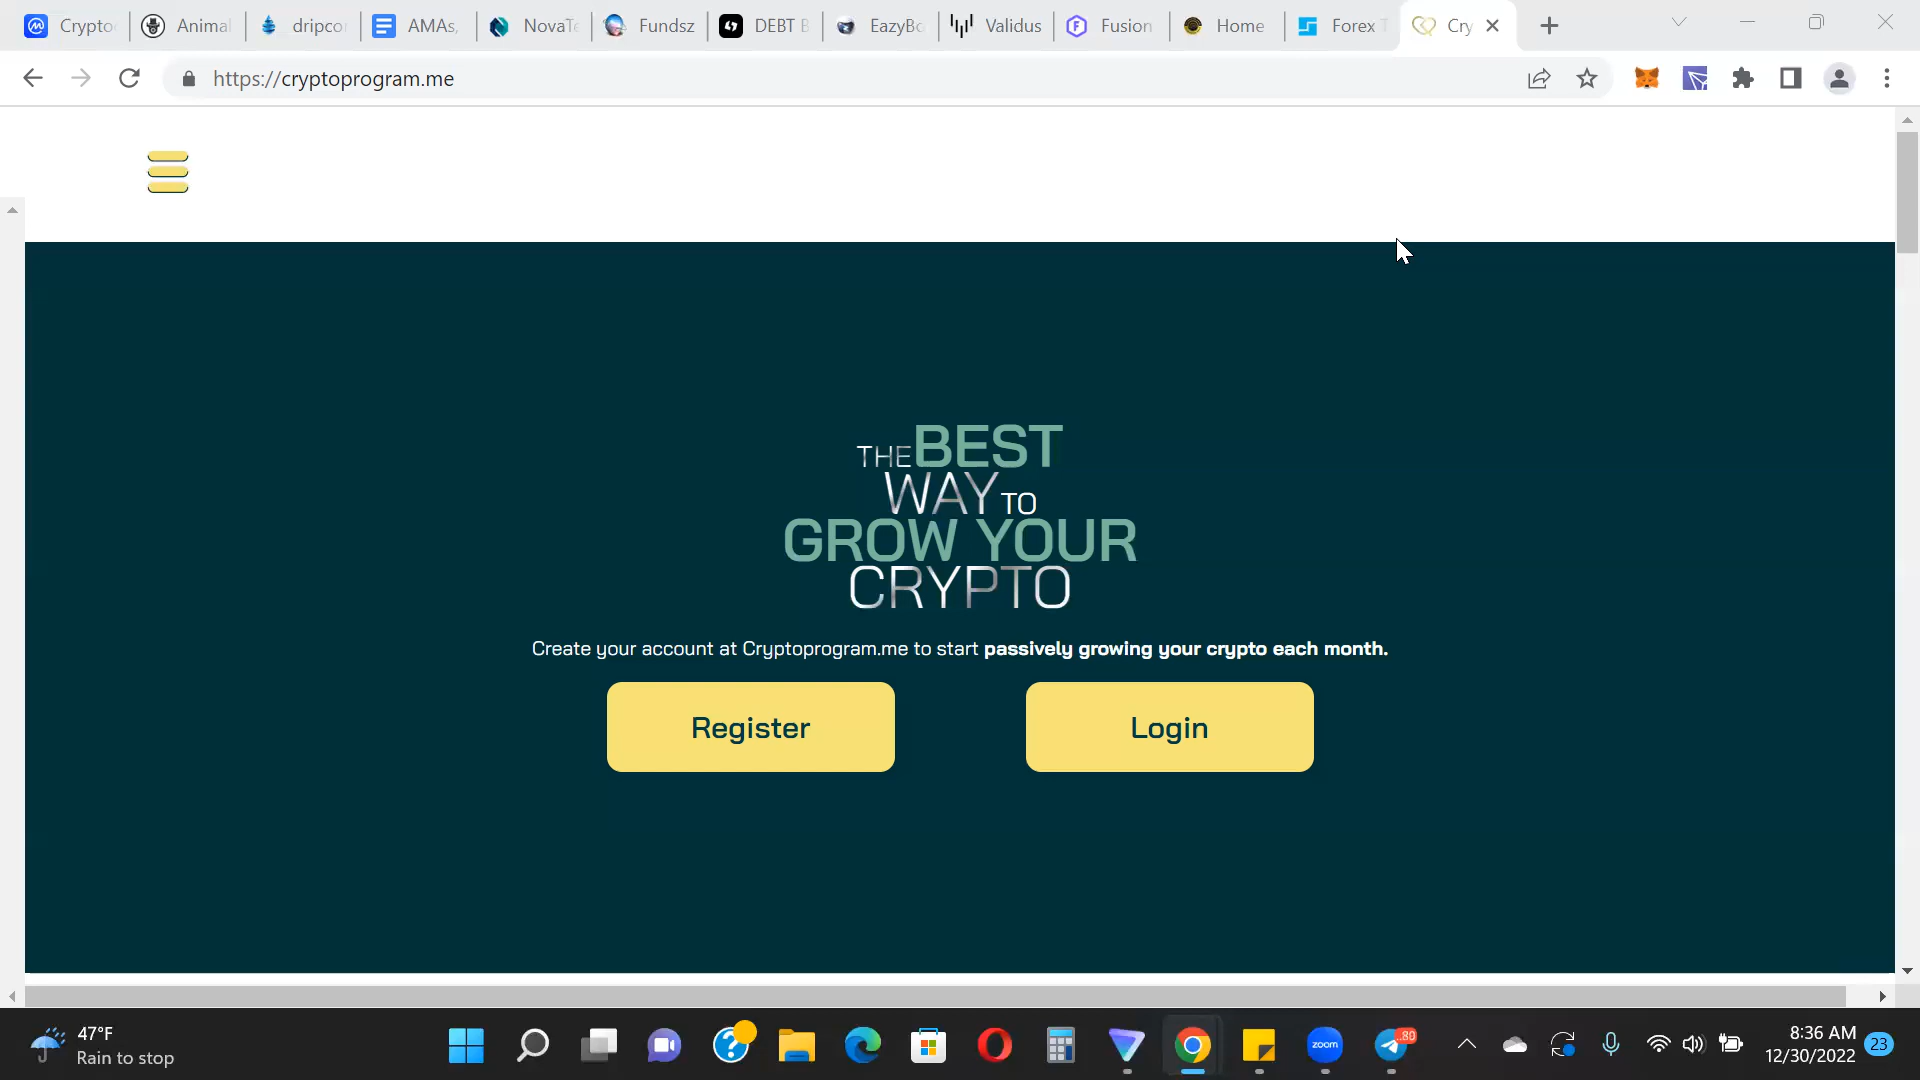 Crypto
Animal
dripco
AMAs,
NovaTe
Fundsz
DEBT B
EazyBo
Validus
Fusion
Home
Forex T
Cry
https://cryptoprogram.me
THE BEST
WAY TO
GROW YOUR
CRYPTO
Create your account at Cryptoprogram.me to start passively growing your crypto each month.
Register
Login
47°F
Rain to stop
zoom
..80
8:36 AM
12/30/2022
23